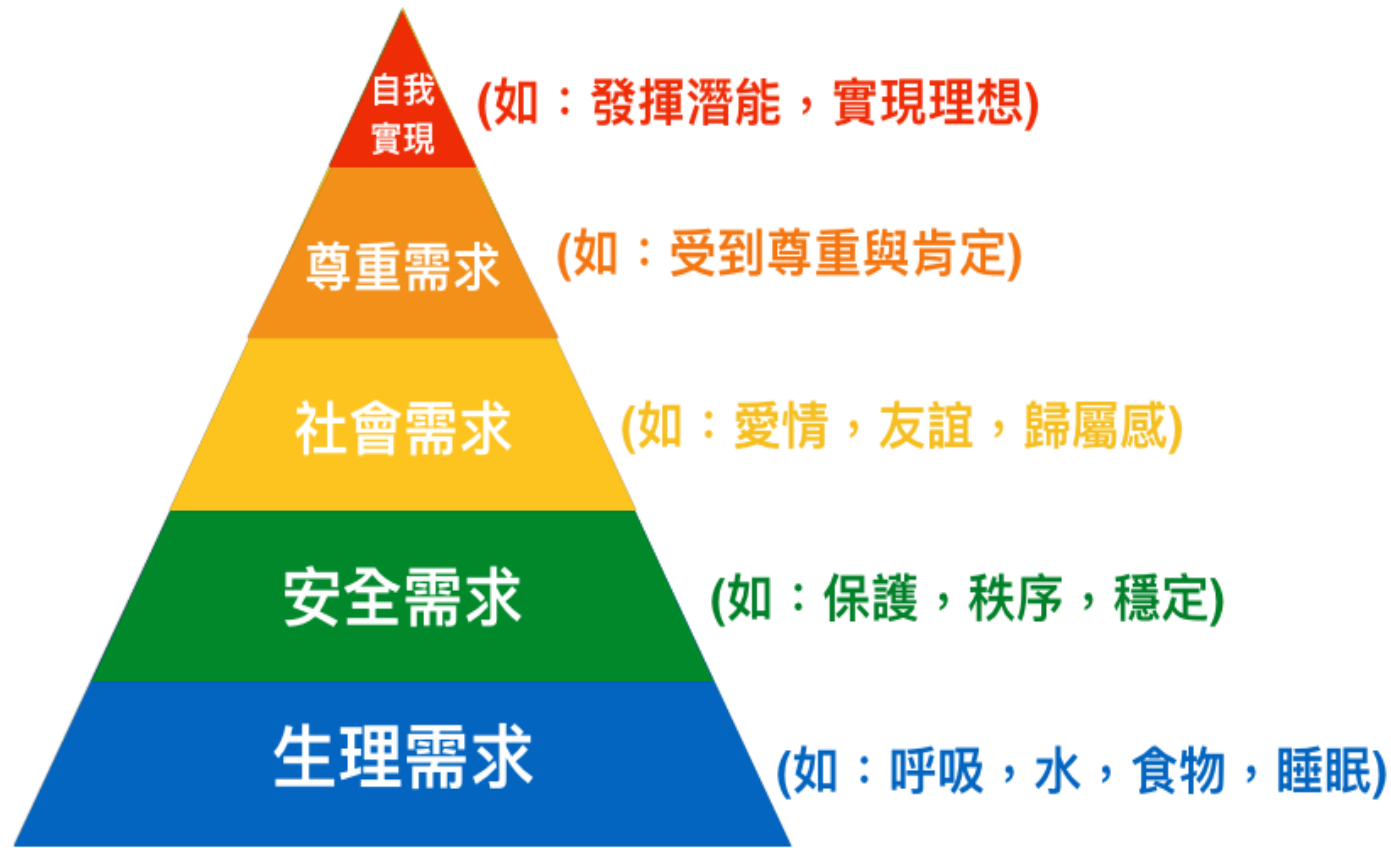 自我
實現
(如：發揮潛能，實現理想)
尊重需求
(如：受到尊重與肯定)
社會需求
(如：愛情，友誼，歸屬感)
安全需求
(如：保護，秩序，穩定)
生理需求
(如：呼吸，水，食物，睡眠)